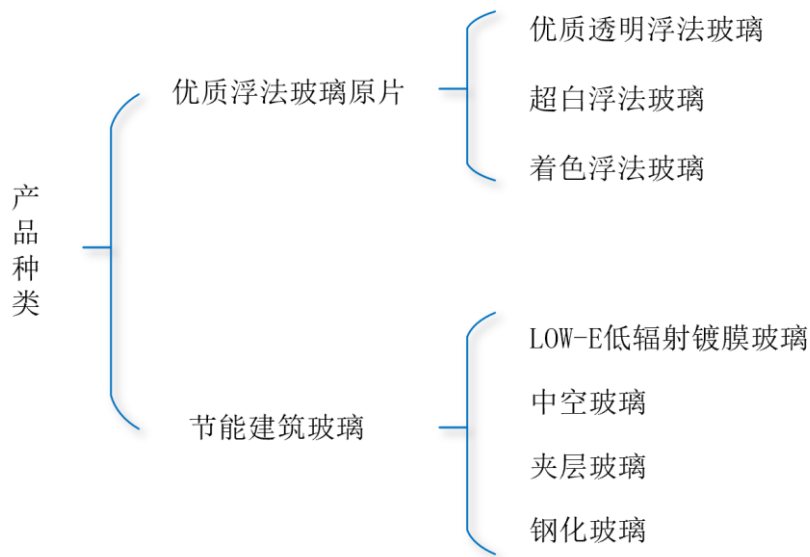 产品种类
优质浮法玻璃原片
优质透明浮法玻璃
超白浮法玻璃
着色浮法玻璃
节能建筑玻璃
LOW-E低辐射镀膜玻璃
中空玻璃
夹层玻璃
钢化玻璃